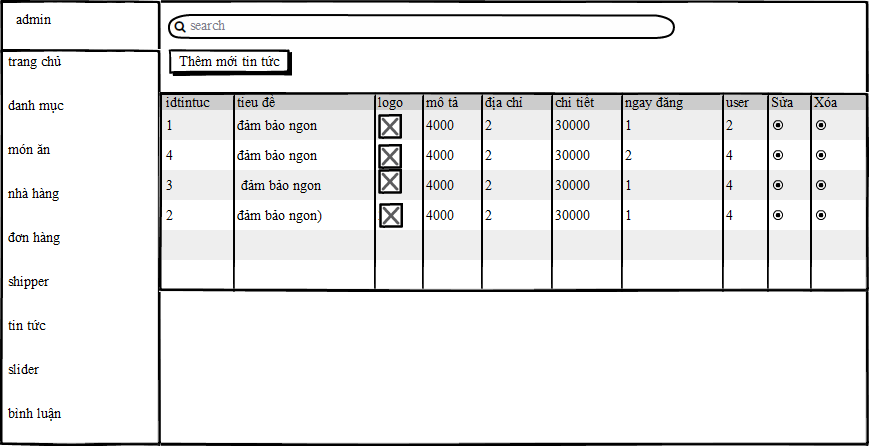 admin
search
trang chủ
danh mục
món ăn
nhà hàng
đơn hàng
shipper
tin tức
slider
bình luận
Thêm mới tin tức
idtintuc tieu đề logo mô tả địa chỉ chi tiết ngay đăng user Sửa Xóa
1 đảm bảo ngon 4000 2 30000 1 2
4 đảm bảo ngon 4000 2 30000 2 4
3 đảm bảo ngon 4000 2 30000 1 4
2 đảm bảo ngon) 4000 2 30000 1 4